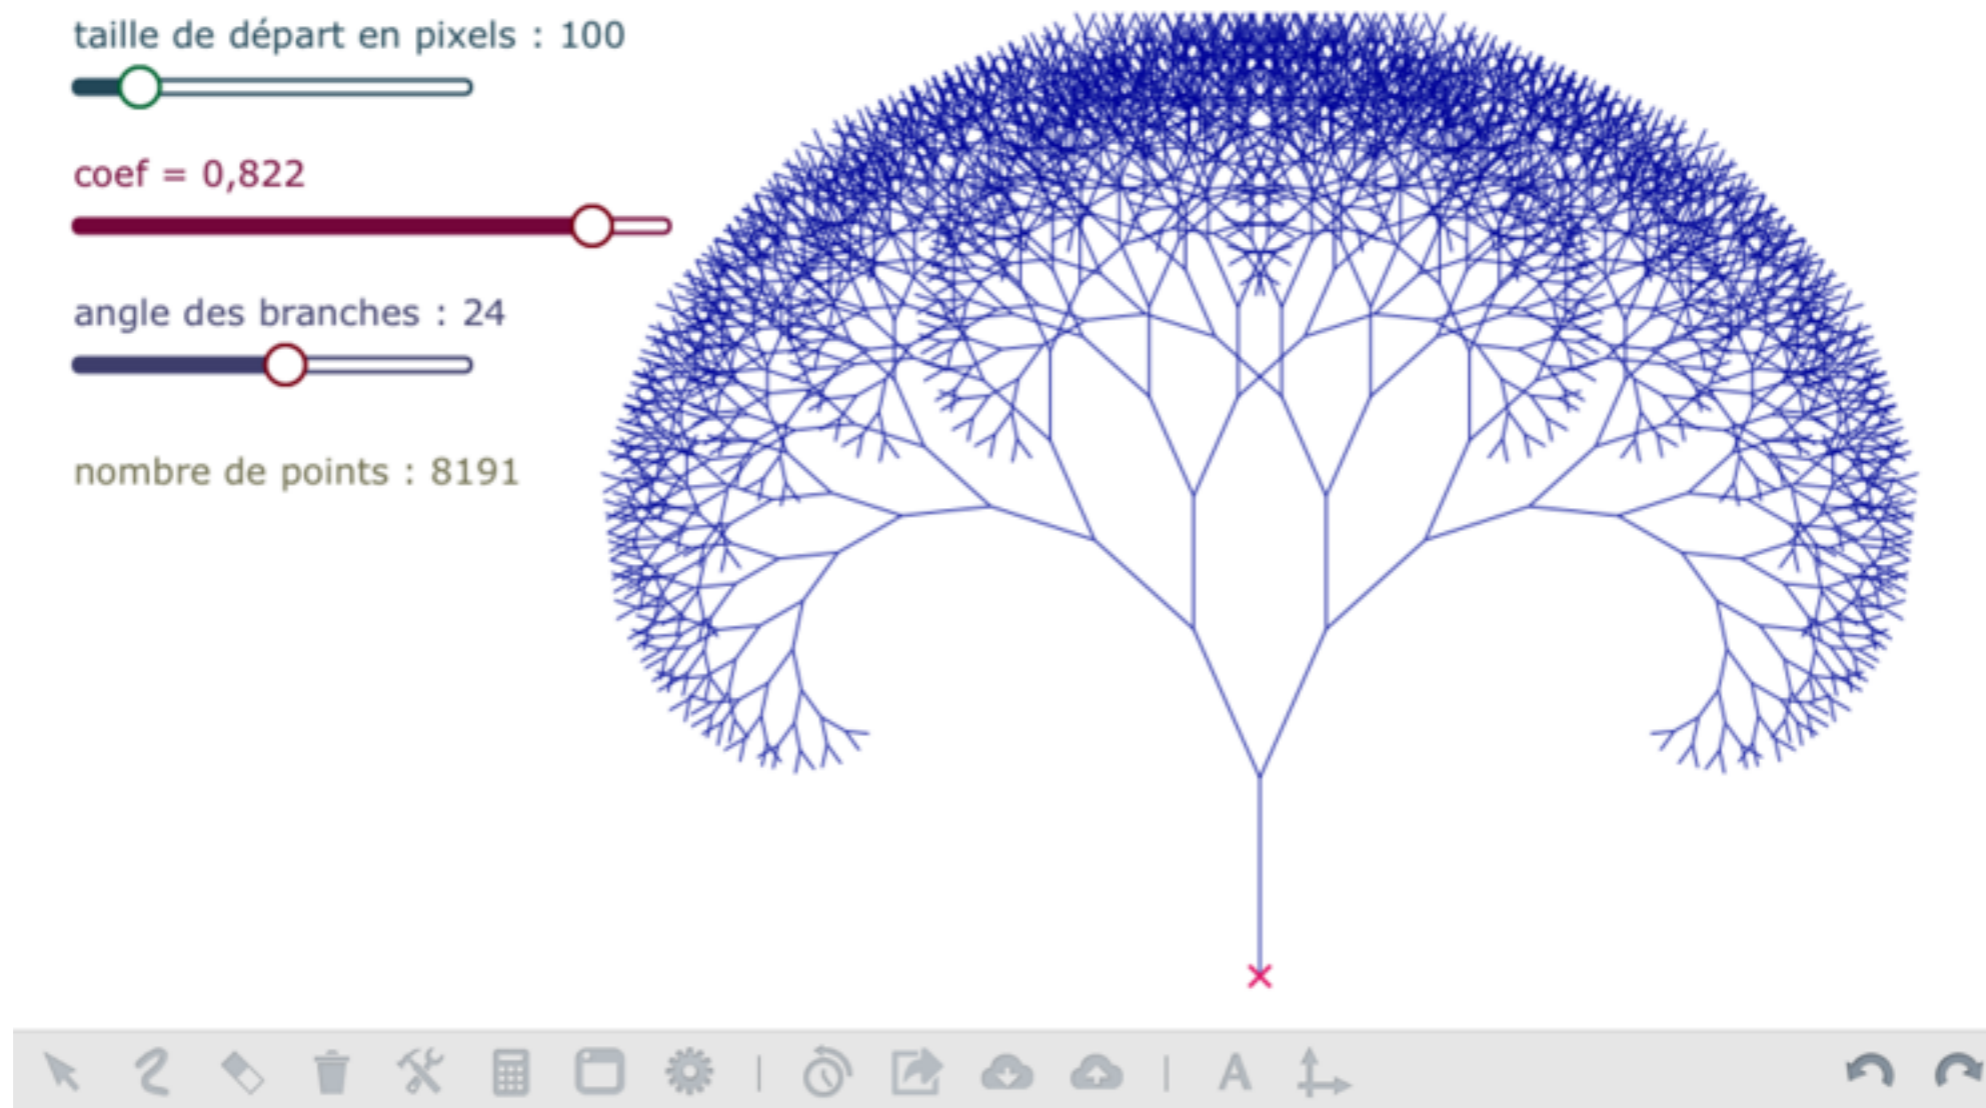 taille de départ en pixels : 100
coef = 0,822
angle des branches : 24
nombre de points : 8191
A